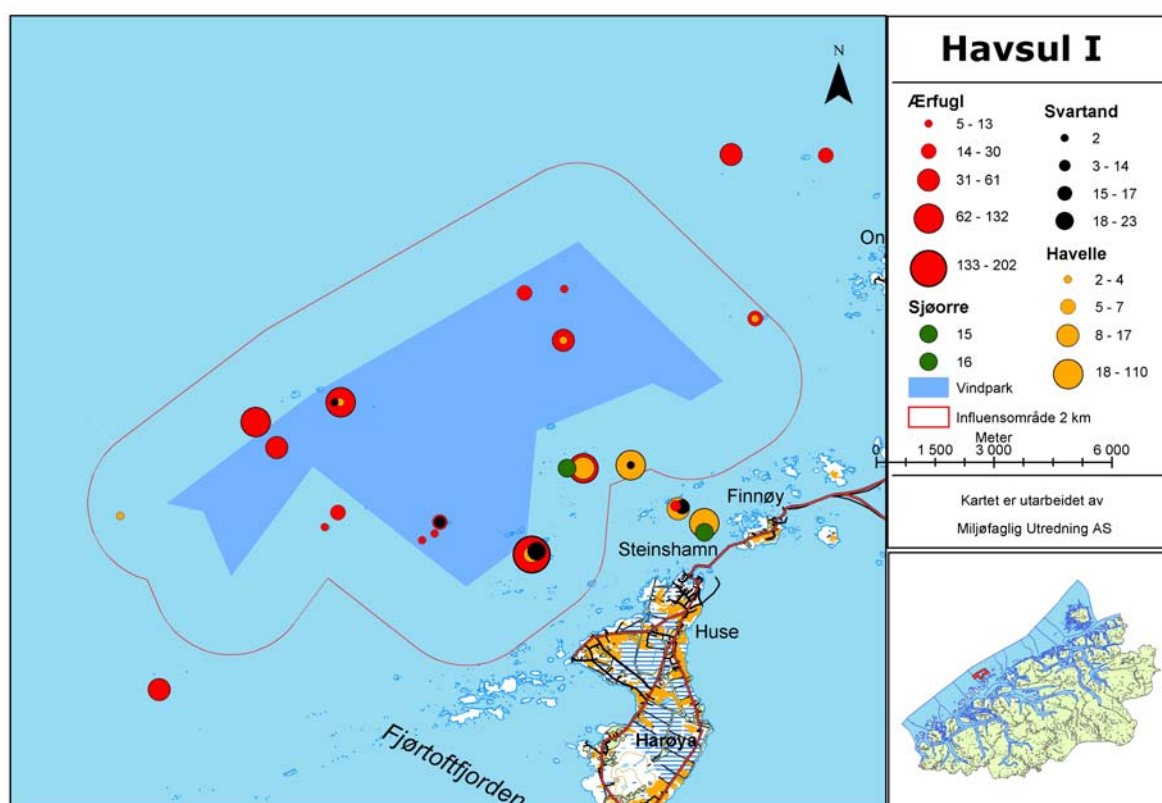 Havsul I
N
Ærfugl
5 - 13
14 - 30
31 - 61
62 - 132
133 - 202
Sjøorre
15
16
Vindpark
Influensområde 2 km
Svartand
2
3 - 14
15 - 17
18 - 23
Havelle
2 - 4
5 - 7
8 - 17
18 - 110
Meter
0 1 500 3 000 6 000
Kartet er utarbeidet av
Miljøfaglig Utredning AS
On
Finnøy
Steinshamn
Huse
Harøya
Fjørtoftfjorden